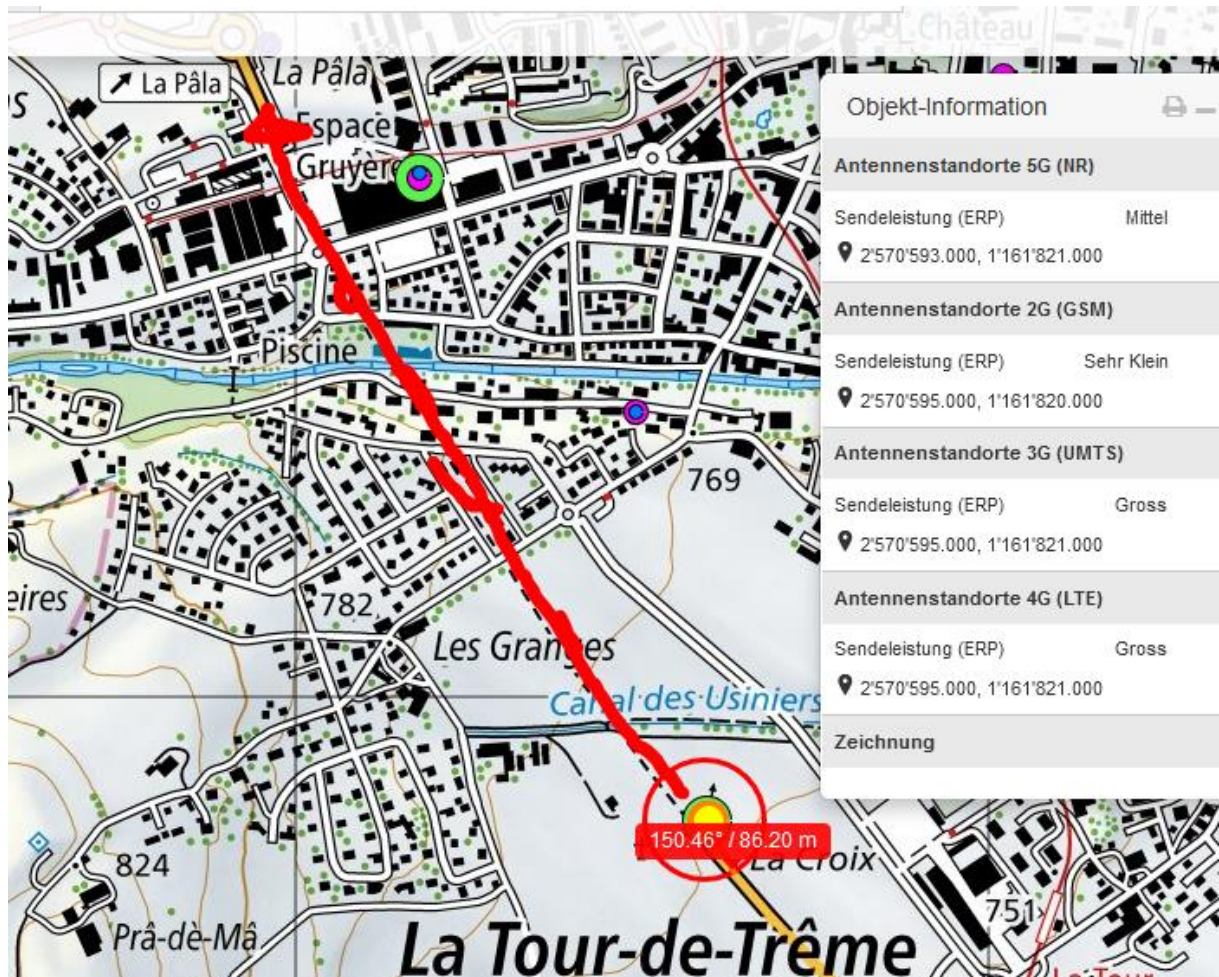 Château
La Pâla
La Pâla
Espace
Gruyère
Piscine
769
eires
782
Les Granges
Canal des Usiniers
150.46° / 86.20 m
La Croix
824
751
Prâ-dè-Mâ
La Tour-de-Trême
La Tour
Objekt-Information
Antennenstandorte 5G (NR)
Sendeleistung (ERP) Mittel
2'570'593.000, 1'161'821.000
Antennenstandorte 2G (GSM)
Sendeleistung (ERP) Sehr Klein
2'570'595.000, 1'161'820.000
Antennenstandorte 3G (UMTS)
Sendeleistung (ERP) Gross
2'570'595.000, 1'161'821.000
Antennenstandorte 4G (LTE)
Sendeleistung (ERP) Gross
2'570'595.000, 1'161'821.000
Zeichnung